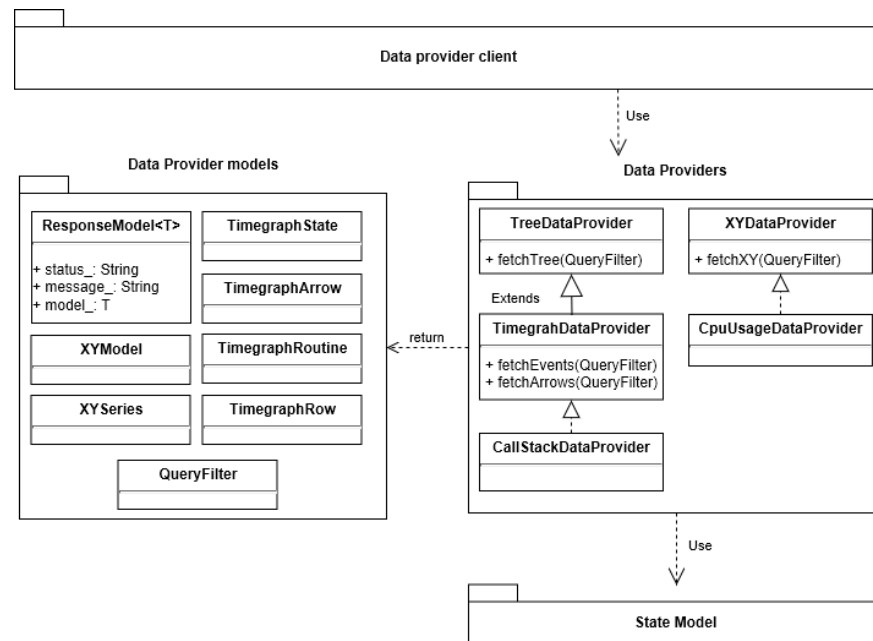 Data provider client
Use
Data Provider models
Data Providers
ResponseModel<T>
+ status_: String
+ message_: String
+ model_: T
TimegraphState
TimegraphArrow
XYModel
TimegraphRoutine
XYSeries
TimegraphRow
QueryFilter
return
TreeDataProvider
+ fetchTree(QueryFilter)
XYDataProvider
+ fetchXY(QueryFilter)
Extends
TimegrahDataProvider
+ fetchEvents(QueryFilter)
+ fetchArrows(QueryFilter)
CpuUsageDataProvider
CallStackDataProvider
Use
State Model